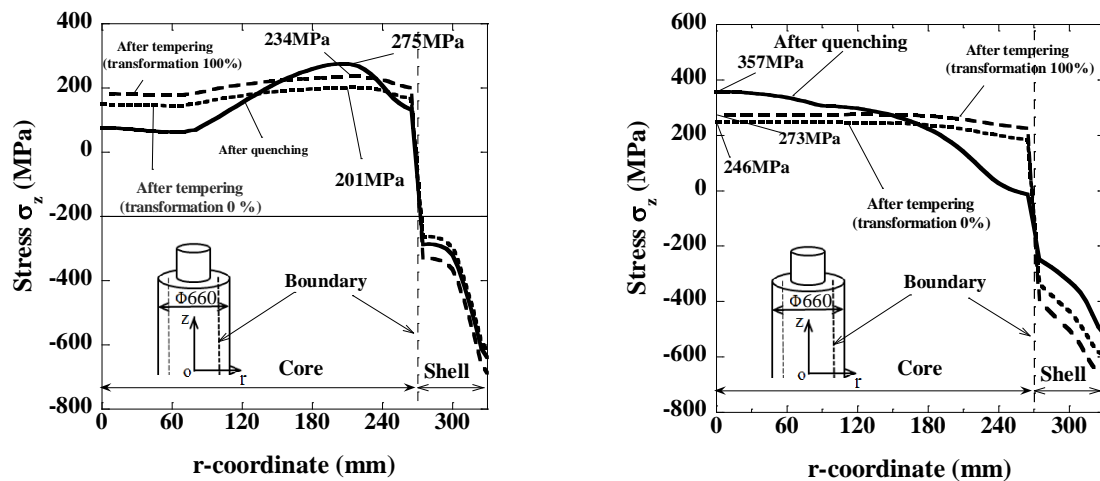 400
200
0
-200
-400
-600
-800
Stress σz (MPa)
After tempering
(transformation 100%)
234MPa
275MPa
After quenching
201MPa
After tempering
(transformation 0 %)
Boundary
Φ660
z
o
r
Core
Shell
0
60
120
180
240
300
r-coordinate (mm)
600
400
200
0
-200
-400
-600
-800
Stress σz (MPa)
After quenching
357MPa
After tempering
(transformation 100%)
273MPa
246MPa
After tempering
(transformation 0%)
Boundary
Φ660
z
o
r
Core
Shell
0
60
120
180
240
300
r-coordinate (mm)